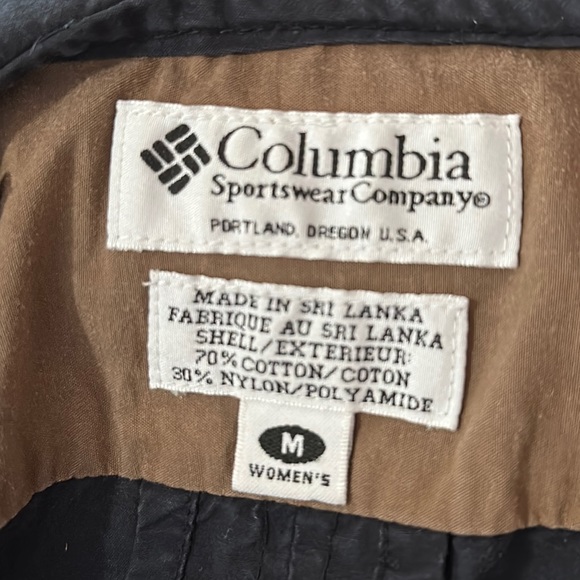 Columbia
Sportswear Company®
PORTLAND, OREGON U.S.A.
MADE IN SRI LANKA
FABRIQUE AU SRI LANKA
SHELL/EXTERIEUR:
70% COTTON/COTON
30% NYLON/POLYAMIDE
M
WOMEN'S